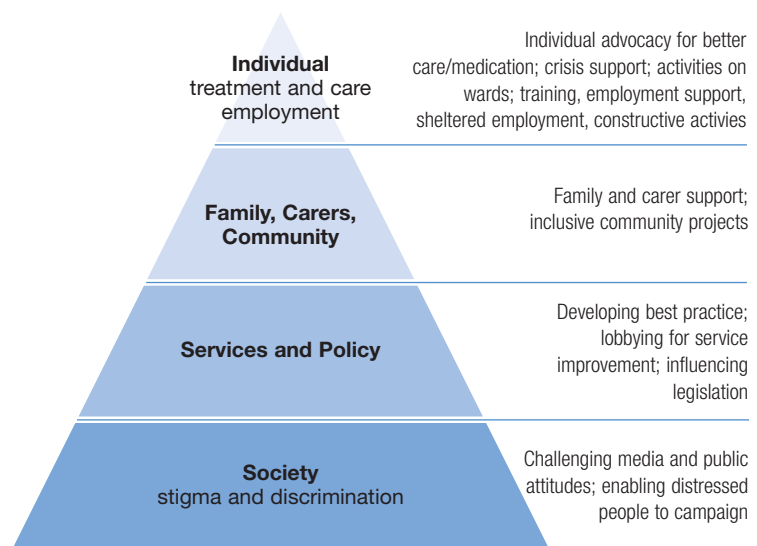 Individual
treatment and care
employment
Individual advocacy for better
care/medication; crisis support; activities on
wards; training, employment support,
sheltered employment, constructive activies
Family, Carers,
Community
Family and carer support;
inclusive community projects
Services and Policy
Developing best practice;
lobbying for service
improvement; influencing
legislation
Society
stigma and discrimination
Challenging media and public
attitudes; enabling distressed
people to campaign